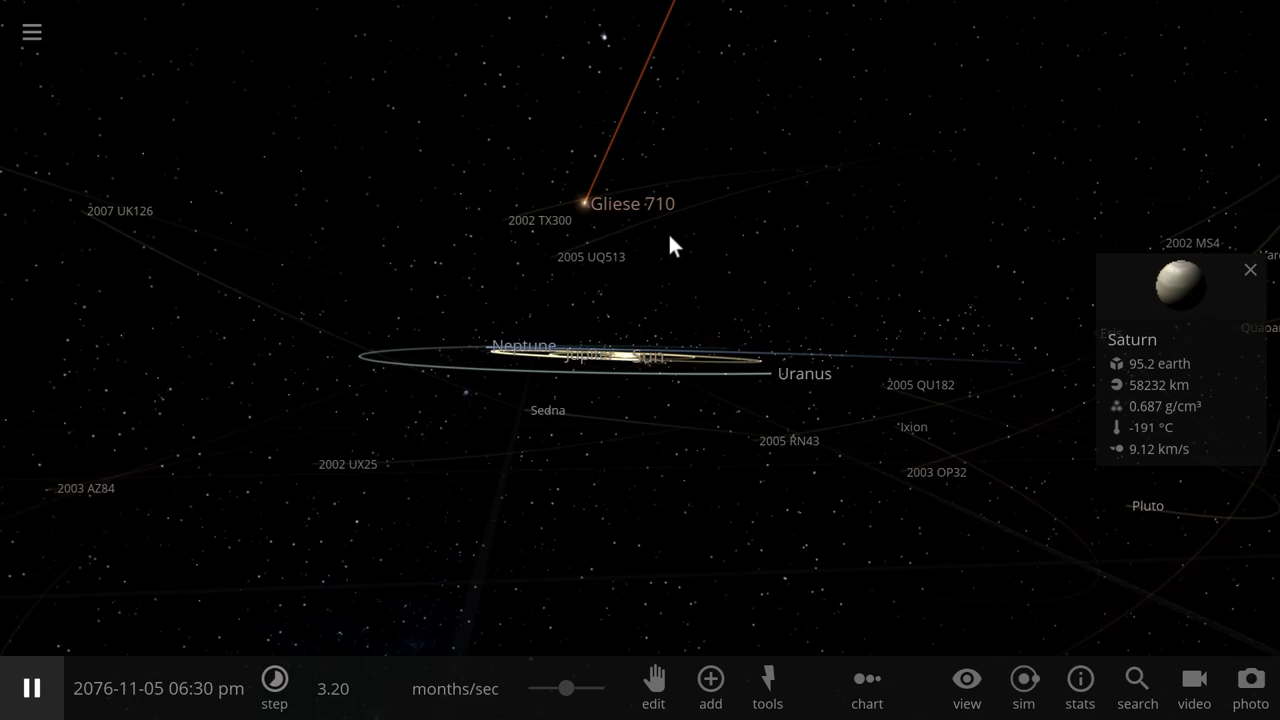 Gliese 710
2007 UK126
2002 TX300
2002 MS4
2005 UQ513
Eris
Neptune
Jupiter
Sun
Uranus
2005 QU182
Sedna
Ixion
2005 RN43
2002 UX25
2003 OP32
2003 AZ84
Pluto
Saturn
95.2 earth
58232 km
0.687 g/cm³
-191 °C
9.12 km/s
2076-11-05 06:30 pm
step
3.20
months/sec
edit
add
tools
chart
view
sim
stats
search
video
photo